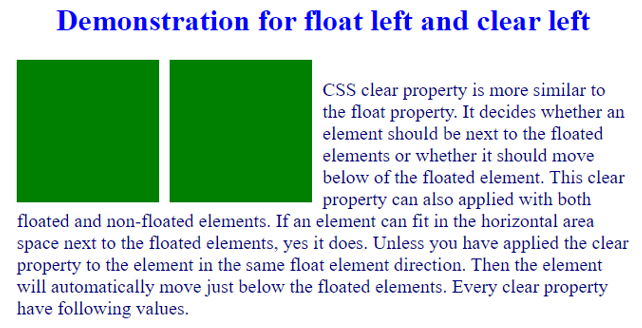 Demonstration for float left and clear left
CSS clear property is more similar to
the float property. It decides whether an
element should be next to the floated
elements or whether it should move
below of the floated element. This clear
property can also applied with both
floated and non-floated elements. If an element can fit in the horizontal area
space next to the floated elements, yes it does. Unless you have applied the clear
property to the element in the same float element direction. Then the element
will automatically move just below the floated elements. Every clear property
have following values.